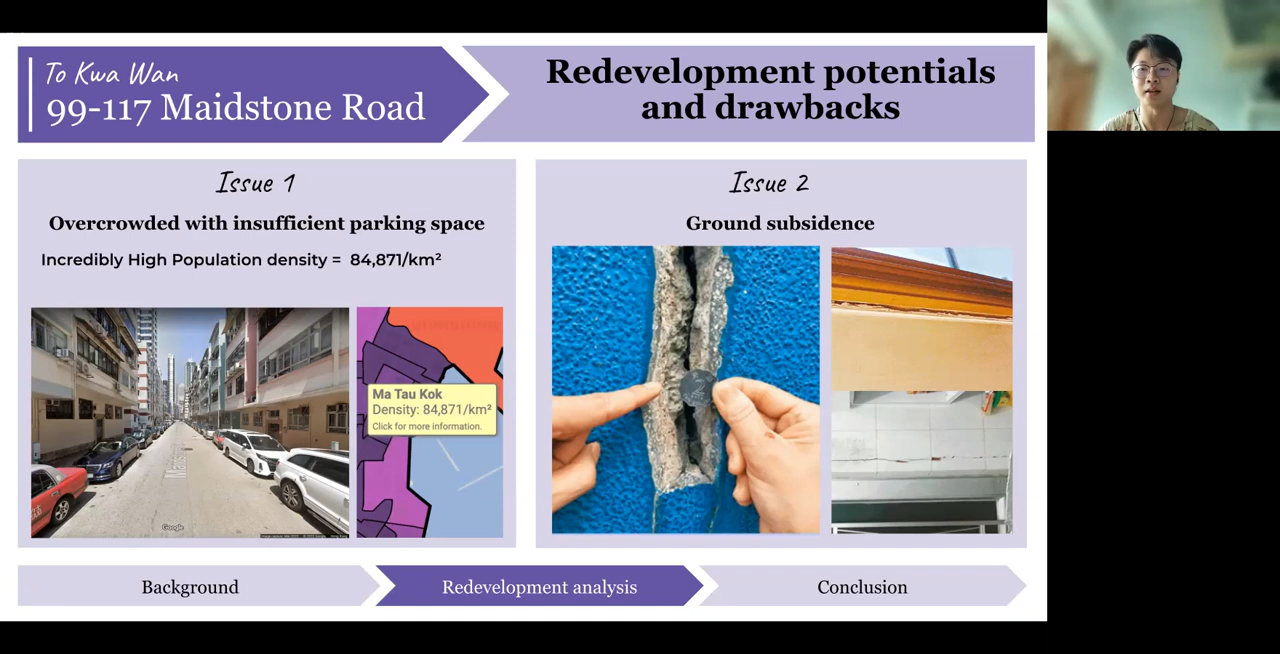 To Kwa Wan
99-117 Maidstone Road
Redevelopment potentials
and drawbacks
Issue 1
Overcrowded with insufficient parking space
Incredibly High Population density = 84,871/km²
Google
Ma Tau Kok
Density: 84,871/km²
Click for more information.
Issue 2
Ground subsidence
Background
Redevelopment analysis
Conclusion